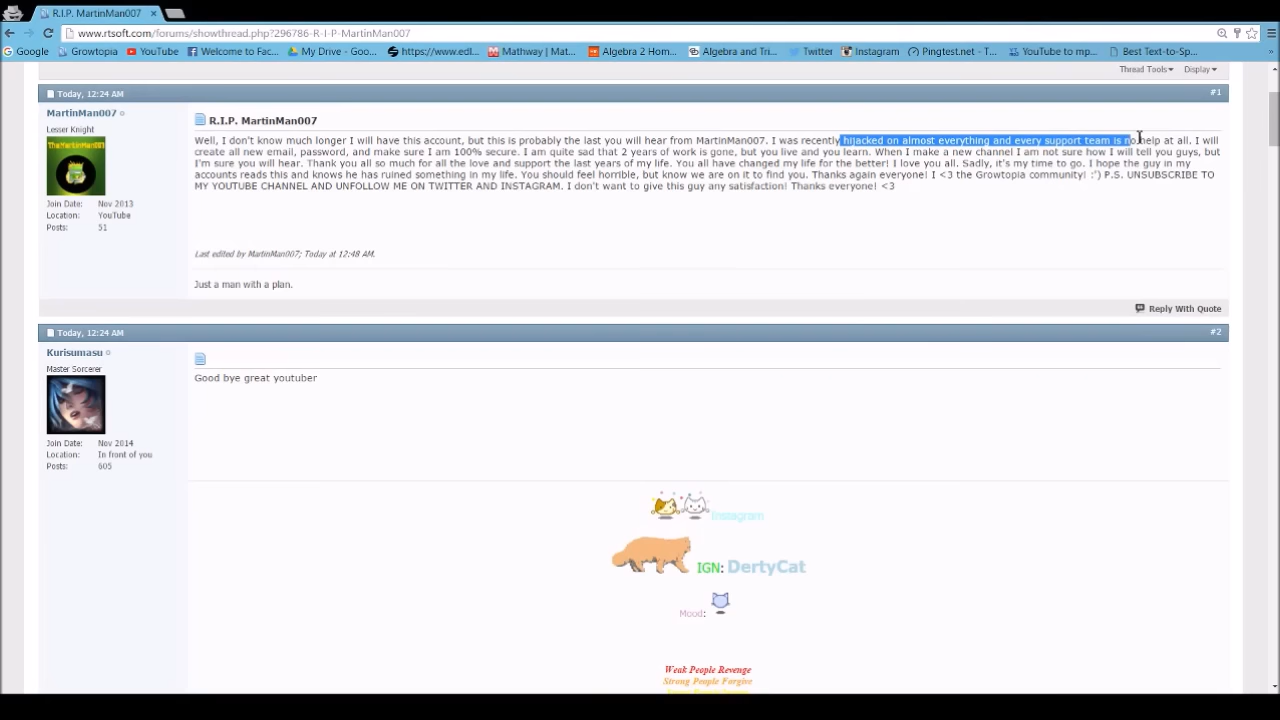 R.I.P. MartinMan007
www.rtsoft.com/forums/showthread.php?296786-R-I-P-MartinMan007
Google Growtopia YouTube Welcome to Fac... My Drive - Goo... https://www.edl... Mathway | Mat... Algebra 2 Hom... Algebra and Tri... Twitter Instagram Pingtest.net - T... YouTube to mp... Best Text-to-Sp...
Thread Tools Display
Today, 12:24 AM #1
MartinMan007
Lesser Knight
TheMartinMan007
Join Date: Nov 2013
Location: YouTube
Posts: 51
R.I.P. MartinMan007
Well, I don't know much longer I will have this account, but this is probably the last you will hear from MartinMan007. I was recently hijacked on almost everything and every support team is no help at all. I will
create all new email, password, and make sure I am 100% secure. I am quite sad that 2 years of work is gone, but you live and you learn. When I make a new channel I am not sure how I will tell you guys, but
I'm sure you will hear. Thank you all so much for all the love and support the last years of my life. You all have changed my life for the better! I love you all. Sadly, it's my time to go. I hope the guy in my
accounts reads this and knows he has ruined something in my life. You should feel horrible, but know we are on it to find you. Thanks again everyone! I <3 the Growtopia community! :') P.S. UNSUBSCRIBE TO
MY YOUTUBE CHANNEL AND UNFOLLOW ME ON TWITTER AND INSTAGRAM. I don't want to give this guy any satisfaction! Thanks everyone! <3
Last edited by MartinMan007; Today at 12:48 AM.
Just a man with a plan.
Reply With Quote
Today, 12:24 AM #2
Kurisumasu
Master Sorcerer
Join Date: Nov 2014
Location: In front of you
Posts: 605
Good bye great youtuber
Instagram
IGN: DertyCat
Mood:
Weak People Revenge
Strong People Forgive